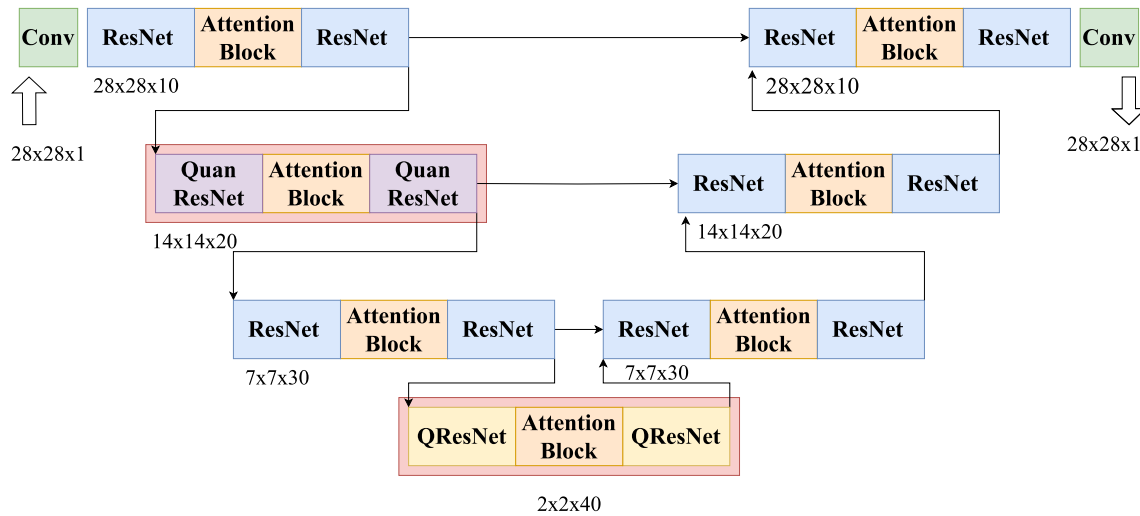 Conv
ResNet
Attention
Block
ResNet
28x28x10
28x28x1
ResNet
Attention
Block
ResNet
Conv
28x28x10
28x28x1
Quan
ResNet
Attention
Block
Quan
ResNet
14x14x20
ResNet
Attention
Block
ResNet
14x14x20
ResNet
Attention
Block
ResNet
7x7x30
ResNet
Attention
Block
ResNet
7x7x30
QResNet
Attention
Block
QResNet
2x2x40